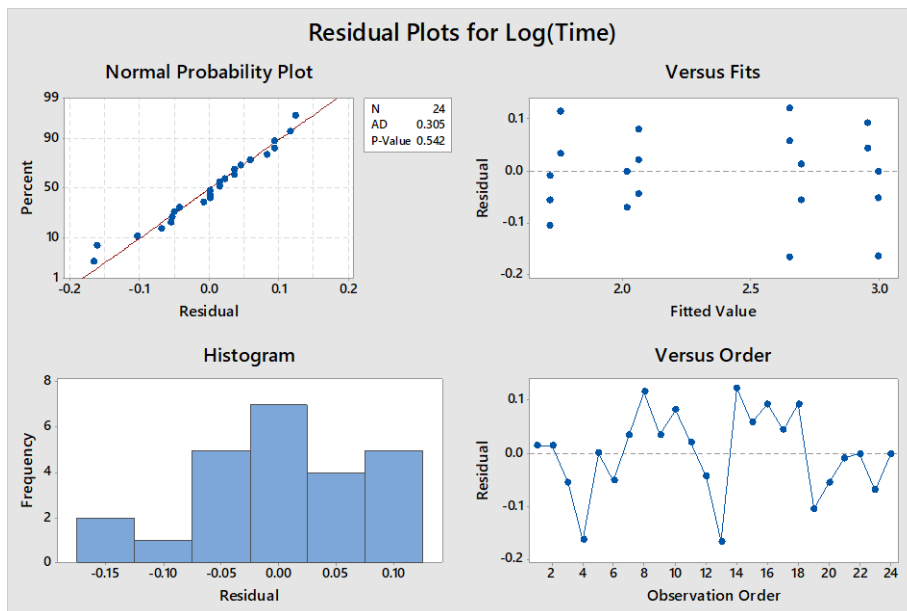 Residual Plots for Log(Time)
Normal Probability Plot
99
90
50
10
1
Percent
-0.2 -0.1 0.0 0.1 0.2
Residual
N 24
AD 0.305
P-Value 0.542
Versus Fits
0.1
0.0
-0.1
-0.2
Residual
2.0 2.5 3.0
Fitted Value
Histogram
8
6
4
2
0
Frequency
-0.15 -0.10 -0.05 0.00 0.05 0.10
Residual
Versus Order
0.1
0.0
-0.1
-0.2
Residual
2 4 6 8 10 12 14 16 18 20 22 24
Observation Order